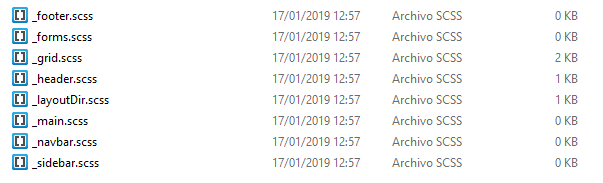 _footer.scss 17/01/2019 12:57 Archivo SCSS 0 KB
_forms.scss 17/01/2019 12:57 Archivo SCSS 0 KB
_grid.scss 17/01/2019 12:57 Archivo SCSS 2 KB
_header.scss 17/01/2019 12:57 Archivo SCSS 1 KB
_layoutDir.scss 17/01/2019 12:57 Archivo SCSS 1 KB
_main.scss 17/01/2019 12:57 Archivo SCSS 0 KB
_navbar.scss 17/01/2019 12:57 Archivo SCSS 0 KB
_sidebar.scss 17/01/2019 12:57 Archivo SCSS 0 KB